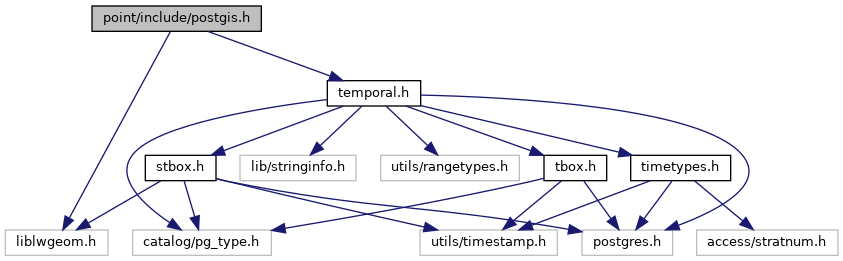 point/include/postgis.h
temporal.h
stbox.h
lib/stringinfo.h
utils/rangetypes.h
tbox.h
timetypes.h
liblwgeom.h
catalog/pg_type.h
utils/timestamp.h
postgres.h
access/stratnum.h